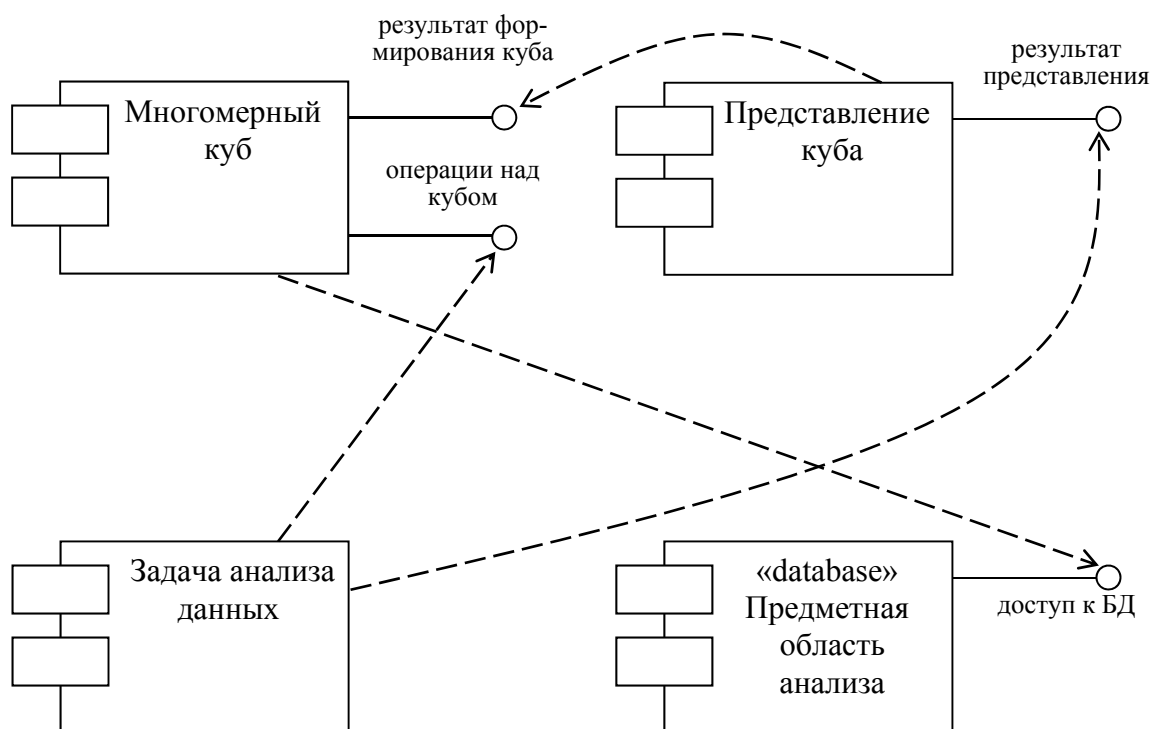 результат фор-
мирования куба
результат
представления
Многомерный
куб
Представление
куба
операции над
кубом
Задача анализа
данных
«database»
Предметная
область
анализа
доступ к БД